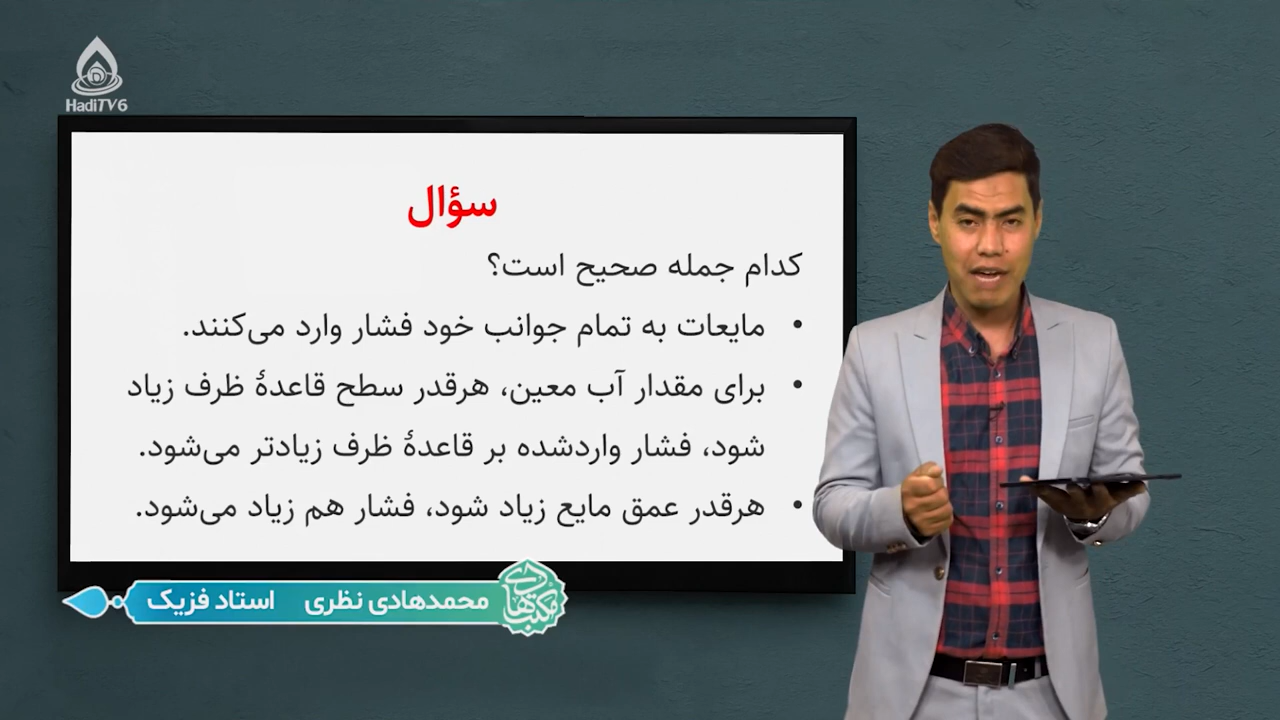 HadiTV6
سؤال
کدام جمله صحیح است؟
• مایعات به تمام جوانب خود فشار وارد می‌کنند.
• برای مقدار آب معین، هرقدر سطح قاعدهٔ ظرف زیاد
شود، فشار واردشده بر قاعدهٔ ظرف زیادتر می‌شود.
• هرقدر عمق مایع زیاد شود، فشار هم زیاد می‌شود.
محمدهادی نظری استاد فزیک
مکتب هادی